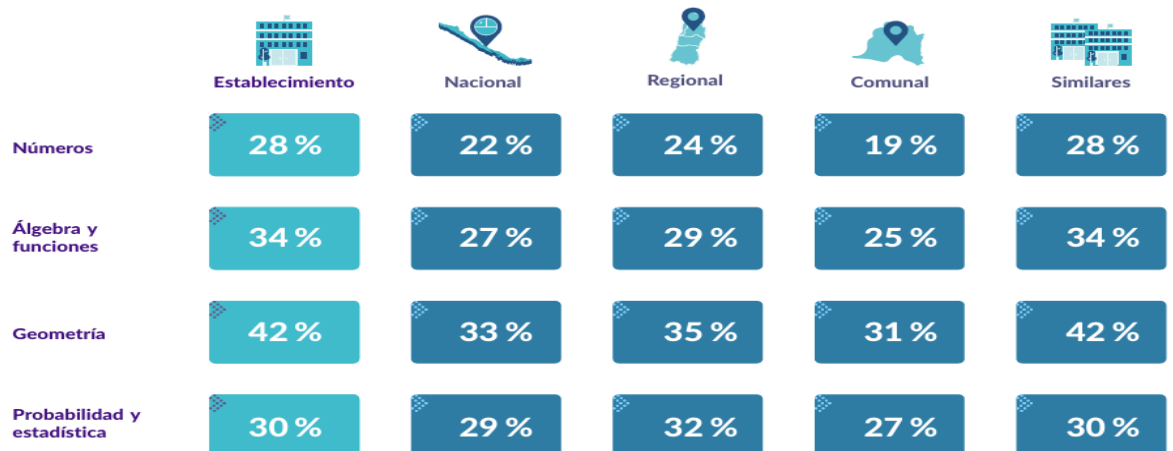 Establecimiento Nacional Regional Comunal Similares
Números 28 % 22 % 24 % 19 % 28 %
Álgebra y
funciones 34 % 27 % 29 % 25 % 34 %
Geometría 42 % 33 % 35 % 31 % 42 %
Probabilidad y
estadística 30 % 29 % 32 % 27 % 30 %